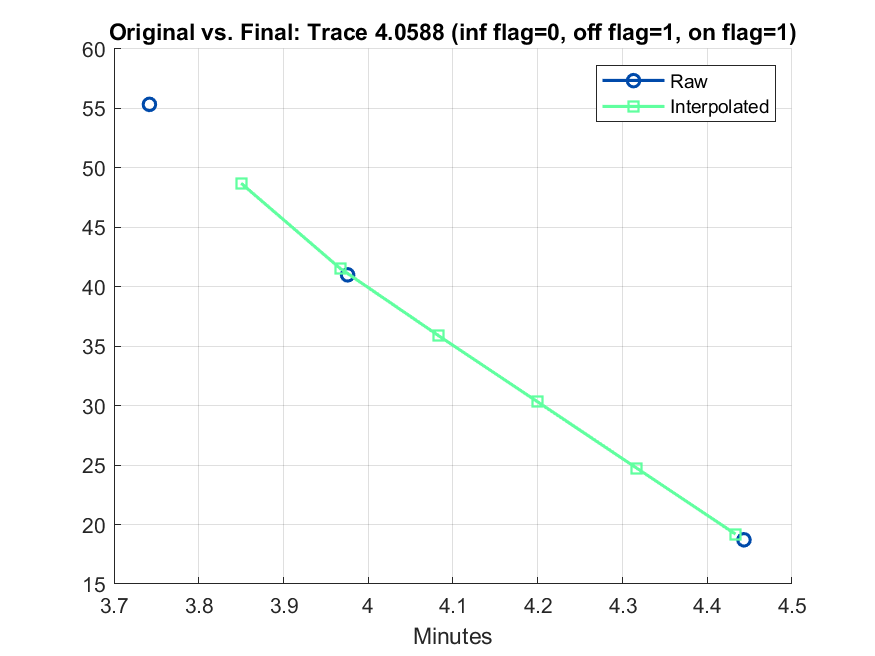 Original vs. Final: Trace 4.0588 (inf flag=0, off flag=1, on flag=1)
Raw
Interpolated
60
55
50
45
40
35
30
25
20
15
3.7 3.8 3.9 4 4.1 4.2 4.3 4.4 4.5
Minutes